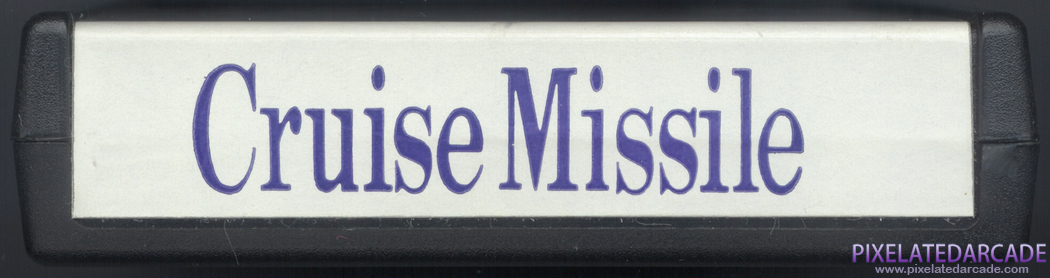 Cruise Missile
PIXELATEDARCADE
www.pixelatedarcade.com